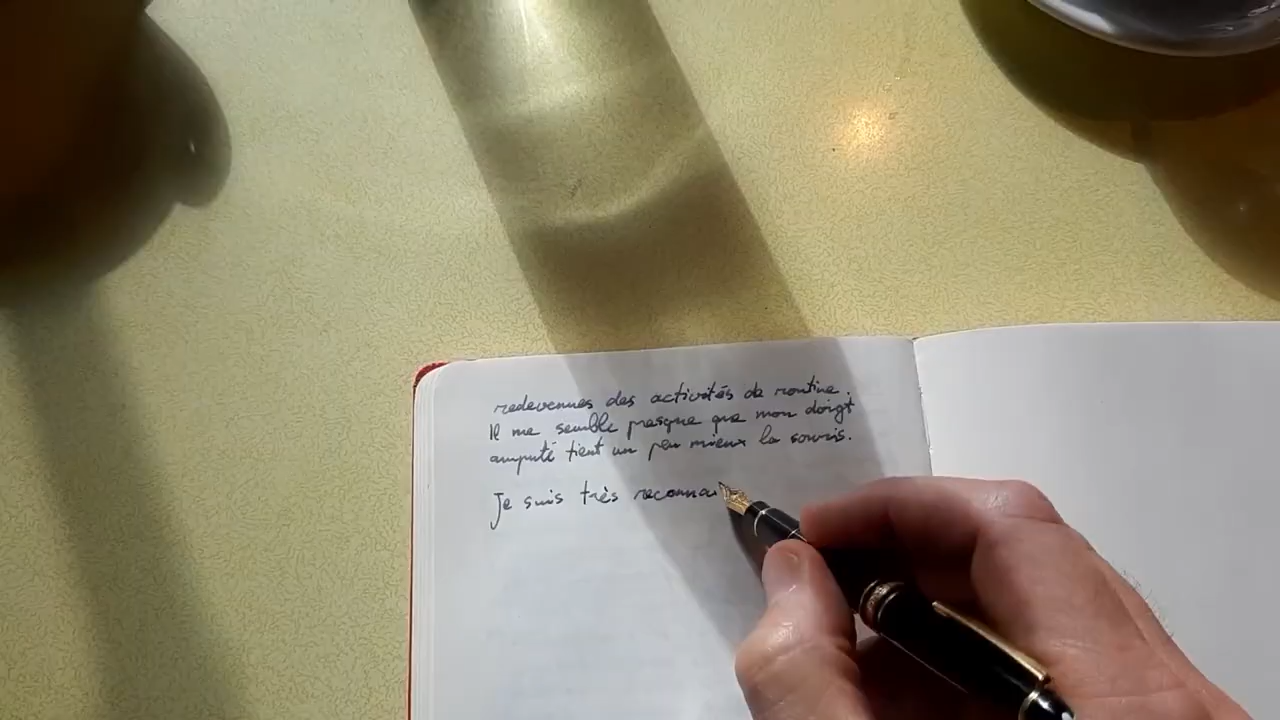 redevenues des activités de routine.
Il me semble presque que mon doigt
amputé tient un peu mieux la souris.
Je suis très reconnai